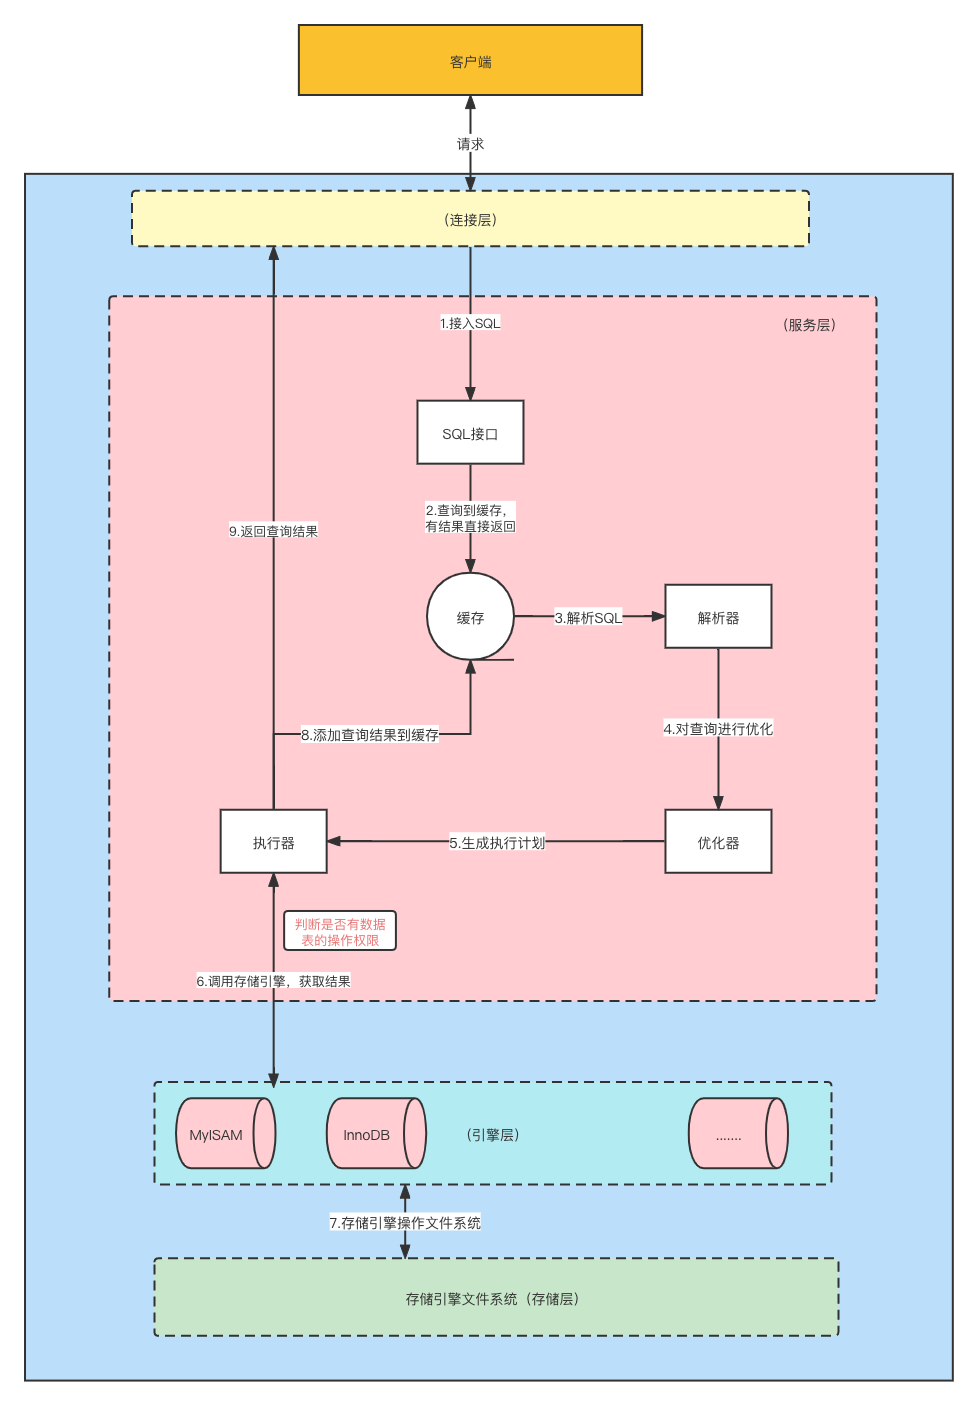 客户端
请求
（连接层）
1.接入SQL
（服务层）
SQL接口
2.查询到缓存，
有结果直接返回
9.返回查询结果
缓存
3.解析SQL
解析器
4.对查询进行优化
8.添加查询结果到缓存
执行器
5.生成执行计划
优化器
判断是否有数据
表的操作权限
6.调用存储引擎，获取结果
MyISAM
InnoDB
（引擎层）
.......
7.存储引擎操作文件系统
存储引擎文件系统（存储层）